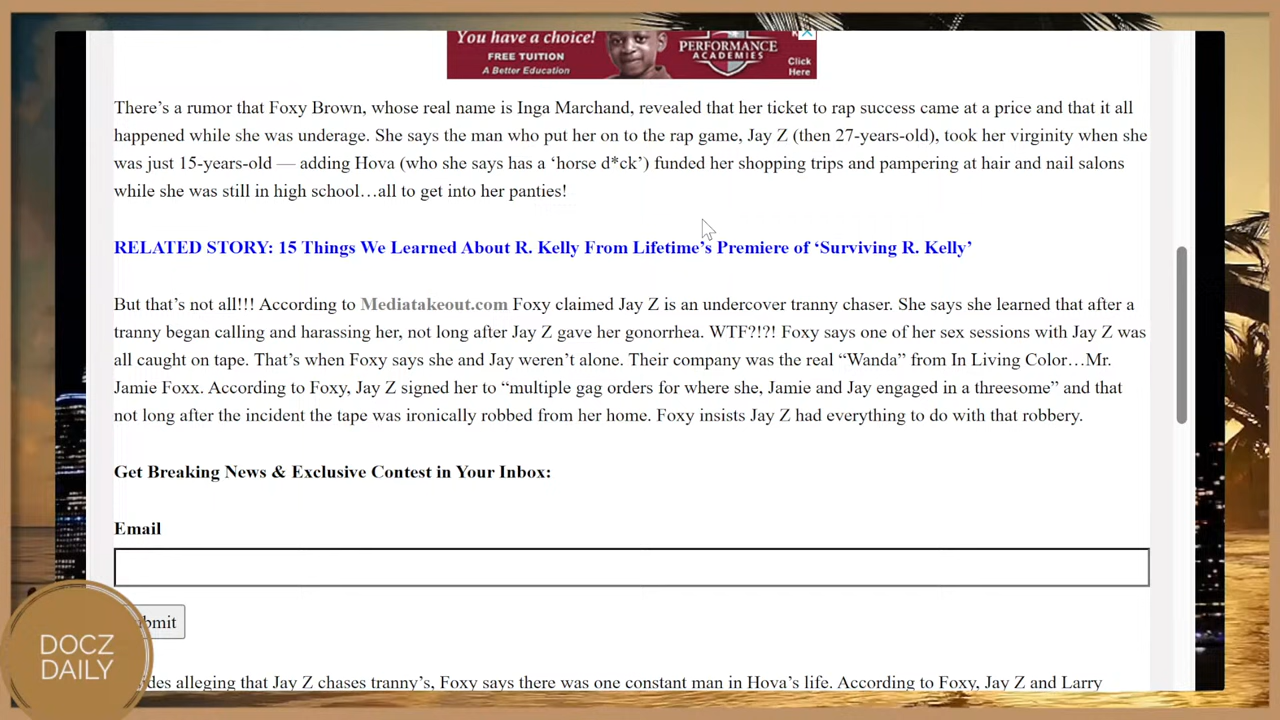 You have a choice!
FREE TUITION
A Better Education
PERFORMANCE
ACADEMIES
Click
Here
There’s a rumor that Foxy Brown, whose real name is Inga Marchand, revealed that her ticket to rap success came at a price and that it all
happened while she was underage. She says the man who put her on to the rap game, Jay Z (then 27-years-old), took her virginity when she
was just 15-years-old — adding Hova (who she says has a ‘horse d*ck’) funded her shopping trips and pampering at hair and nail salons
while she was still in high school…all to get into her panties!
RELATED STORY: 15 Things We Learned About R. Kelly From Lifetime’s Premiere of ‘Surviving R. Kelly’
But that’s not all!!! According to Mediatakeout.com Foxy claimed Jay Z is an undercover tranny chaser. She says she learned that after a
tranny began calling and harassing her, not long after Jay Z gave her gonorrhea. WTF?!?! Foxy says one of her sex sessions with Jay Z was
all caught on tape. That’s when Foxy says she and Jay weren’t alone. Their company was the real “Wanda” from In Living Color…Mr.
Jamie Foxx. According to Foxy, Jay Z signed her to “multiple gag orders for where she, Jamie and Jay engaged in a threesome” and that
not long after the incident the tape was ironically robbed from her home. Foxy insists Jay Z had everything to do with that robbery.
Get Breaking News & Exclusive Contest in Your Inbox:
Email
bmit
des alleging that Jay Z chases tranny’s, Foxy says there was one constant man in Hova’s life. According to Foxy, Jay Z and Larry
DOCZ
DAILY